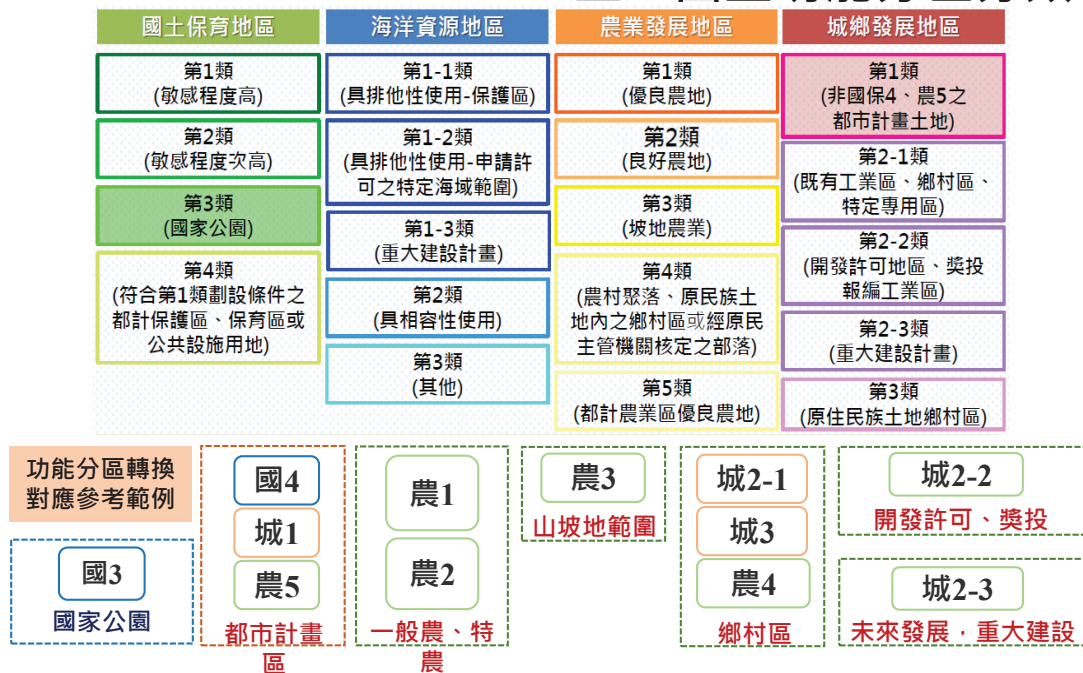 國土保育地區
海洋資源地區
農業發展地區
城鄉發展地區
第1類
(敏感程度高)
第2類
(敏感程度次高)
第3類
(國家公園)
第4類
(符合第1類劃設條件之
都計保護區、保育區或
公共設施用地)
第1-1類
(具排他性使用-保護區)
第1-2類
(具排他性使用-申請許
可之特定海域範圍)
第1-3類
(重大建設計畫)
第2類
(具相容性使用)
第3類
(其他)
第1類
(優良農地)
第2類
(良好農地)
第3類
(坡地農業)
第4類
(農村聚落、原民族土
地內之鄉村區或經原民
主管機關核定之部落)
第5類
(都計農業區優良農地)
第1類
(非國保4、農5之
都市計畫土地)
第2-1類
(既有工業區、鄉村區、
特定專用區)
第2-2類
(開發許可地區、獎投
報編工業區)
第2-3類
(重大建設計畫)
第3類
(原住民族土地鄉村區)
功能分區轉換
對應參考範例
國3
國家公園
國4
城1
農5
都市計畫
區
農1
農2
一般農、特
農
農3
山坡地範圍
城2-1
城3
農4
鄉村區
城2-2
開發許可、獎投
城2-3
未來發展，重大建設